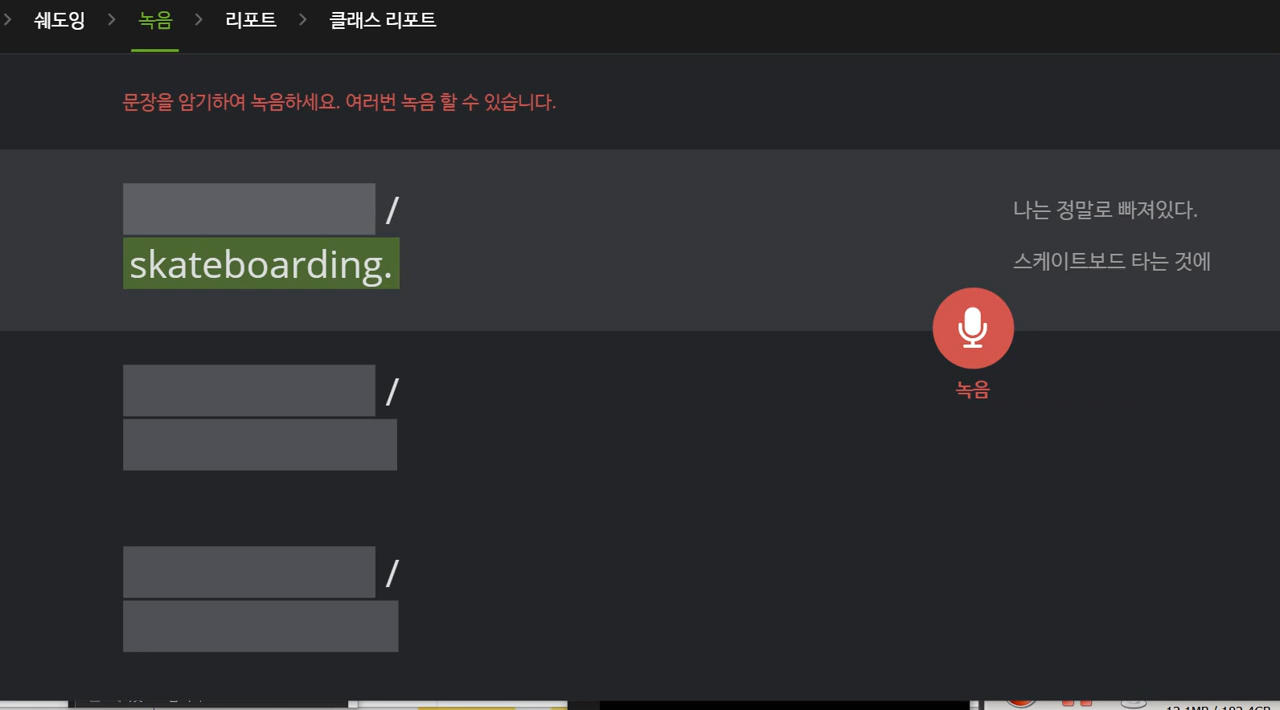 > 쉐도잉 > 녹음 > 리포트 > 클래스 리포트
문장을 암기하여 녹음하세요. 여러번 녹음 할 수 있습니다.
/
나는 정말로 빠져있다.
skateboarding.
스케이트보드 타는 것에
녹음
/
/